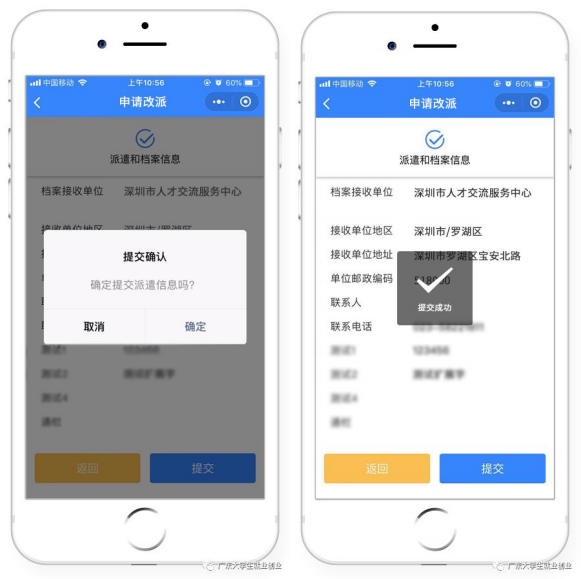 中国移动 上午10:56 60%
申请改派
派遣和档案信息
档案接收单位 深圳市人才交流服务中心
接收单位地区 深圳市/罗湖区
提交确认
确定提交派遣信息吗?
取消 确定
测试1 123456
测试2 测试扩展字
测试4
返回 提交
中国移动 上午10:56 60%
申请改派
派遣和档案信息
档案接收单位 深圳市人才交流服务中心
接收单位地区 深圳市/罗湖区
接收单位地址 深圳市罗湖区宝安北路
单位邮政编码
提交成功
联系人
联系电话
测试1 123456
测试2 测试扩展字
测试4
返回 提交
广东大学生就业创业
广东大学生就业创业